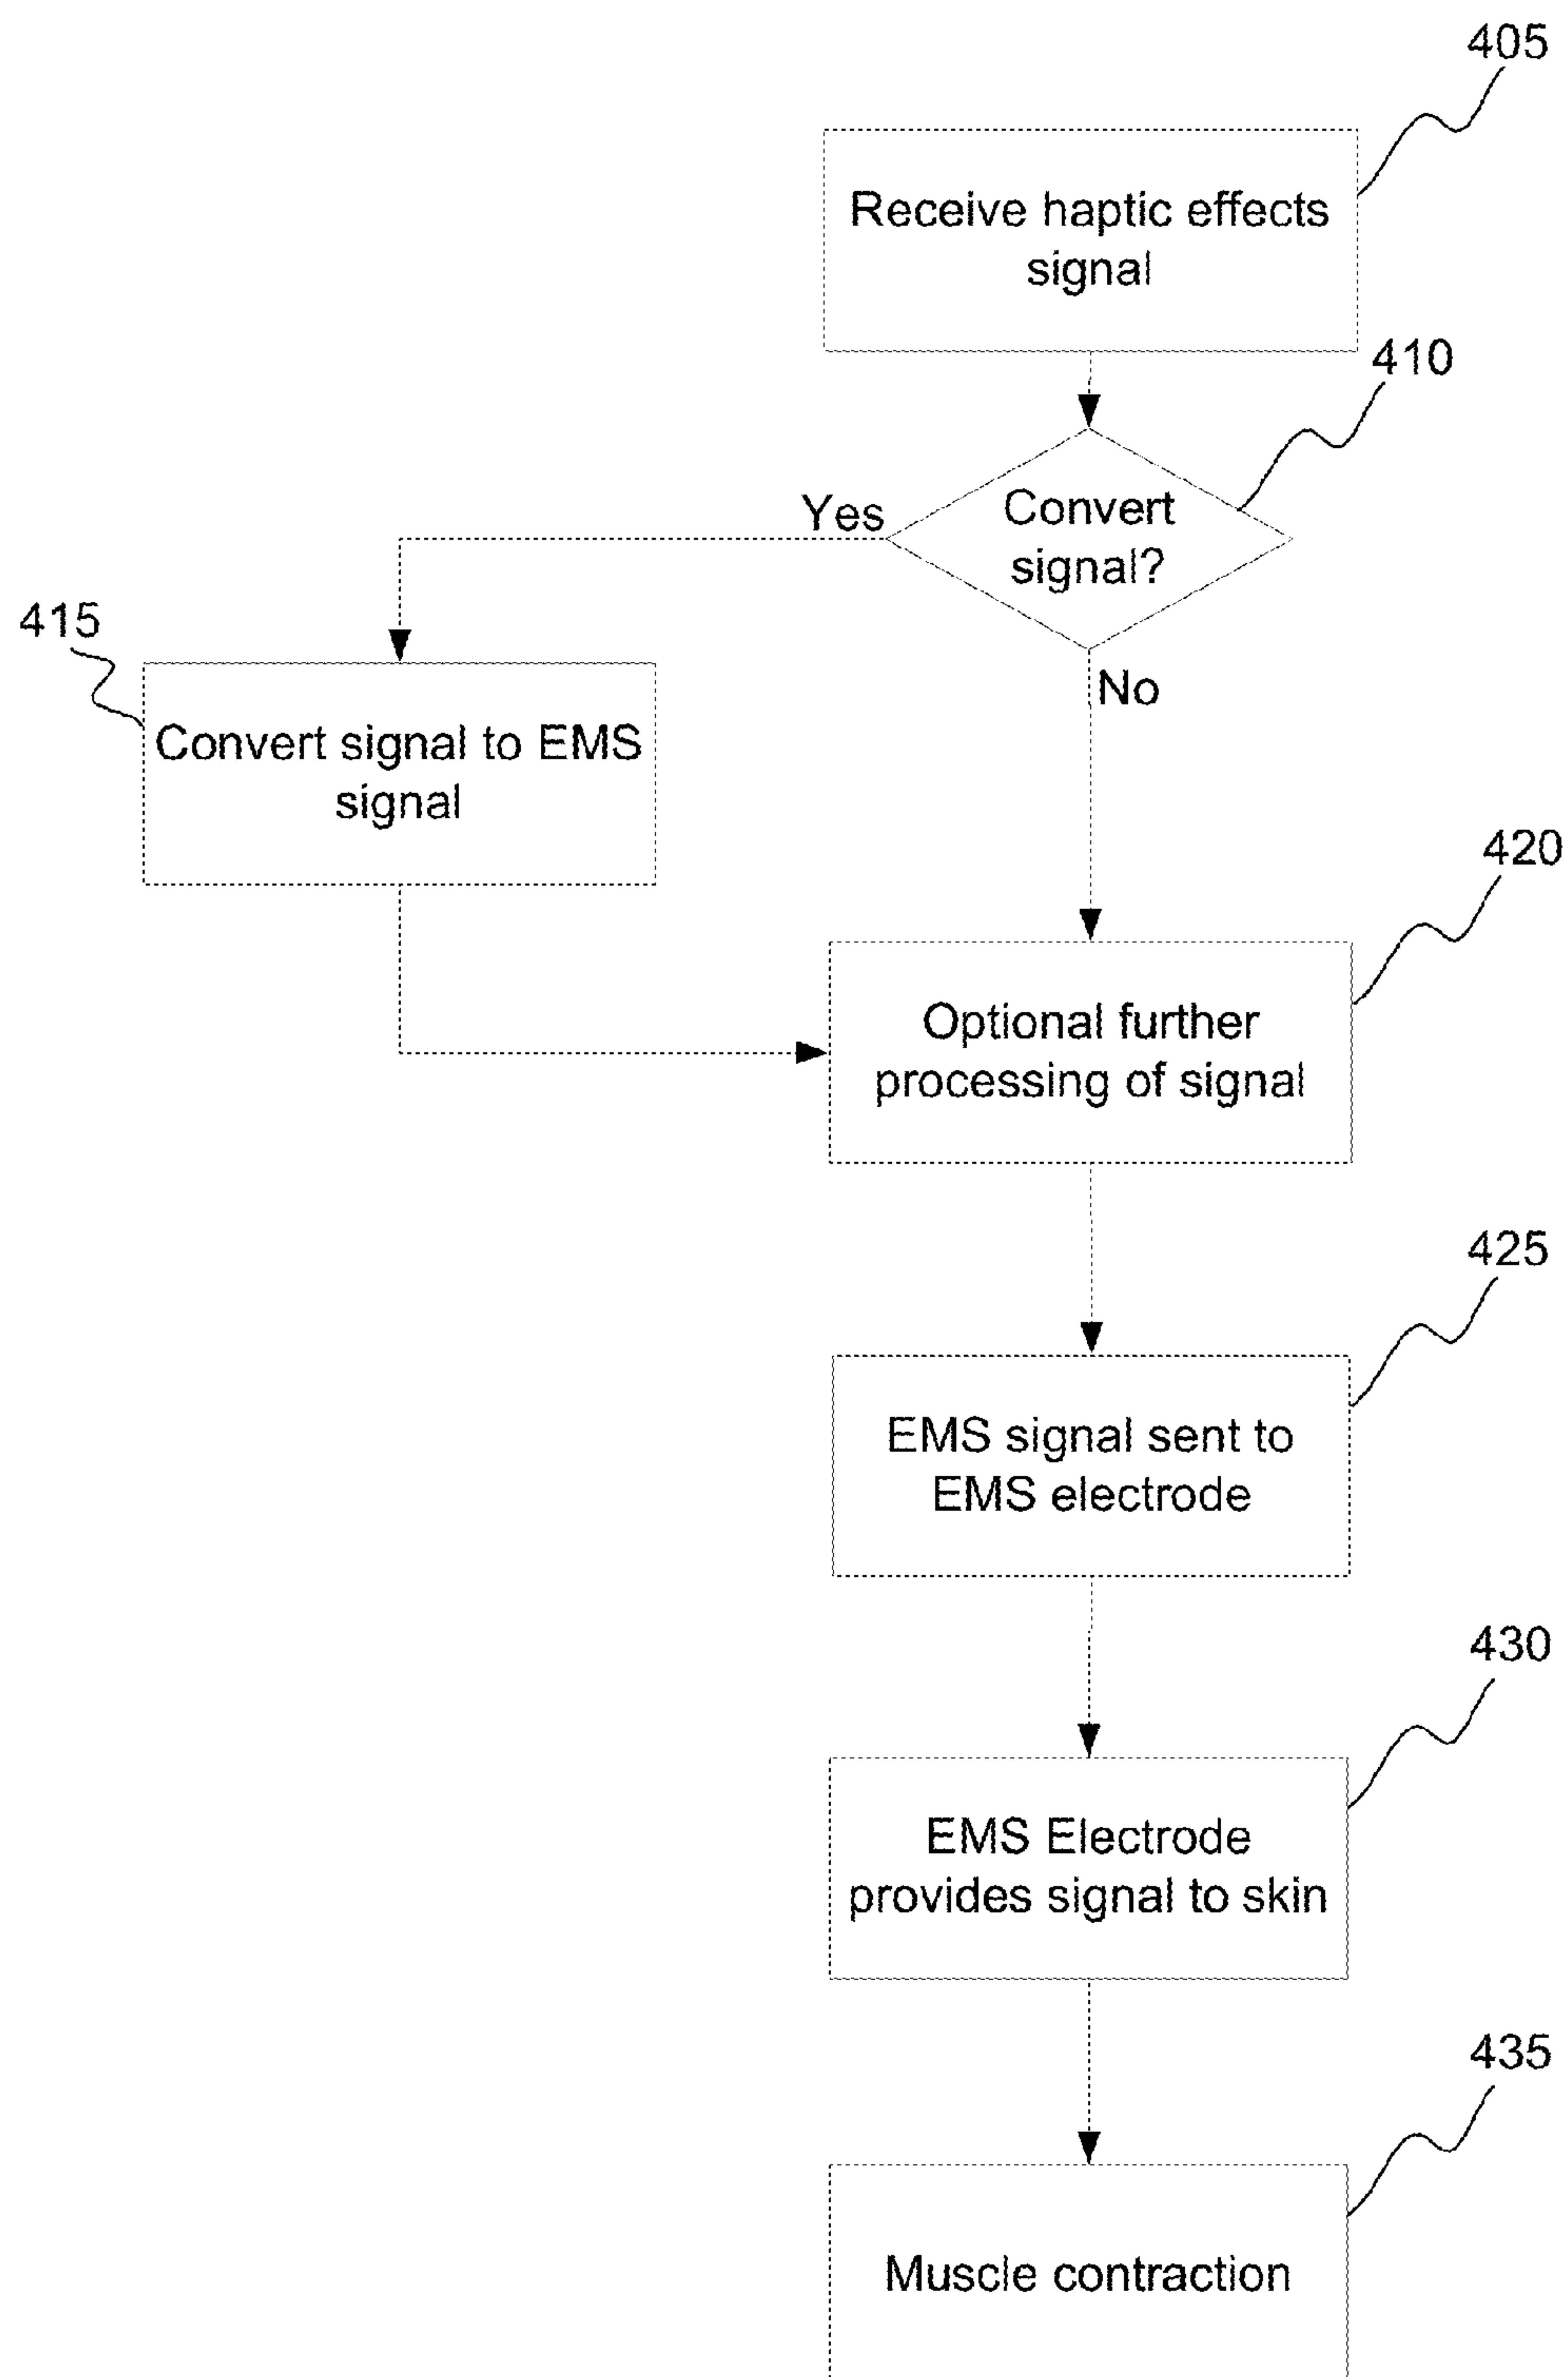 405
Receive haptic effects
signal
410
Convert
signal?
Yes
No
415
Convert signal to EMS
signal
420
Optional further
processing of signal
425
EMS signal sent to
EMS electrode
430
EMS Electrode
provides signal to skin
435
Muscle contraction